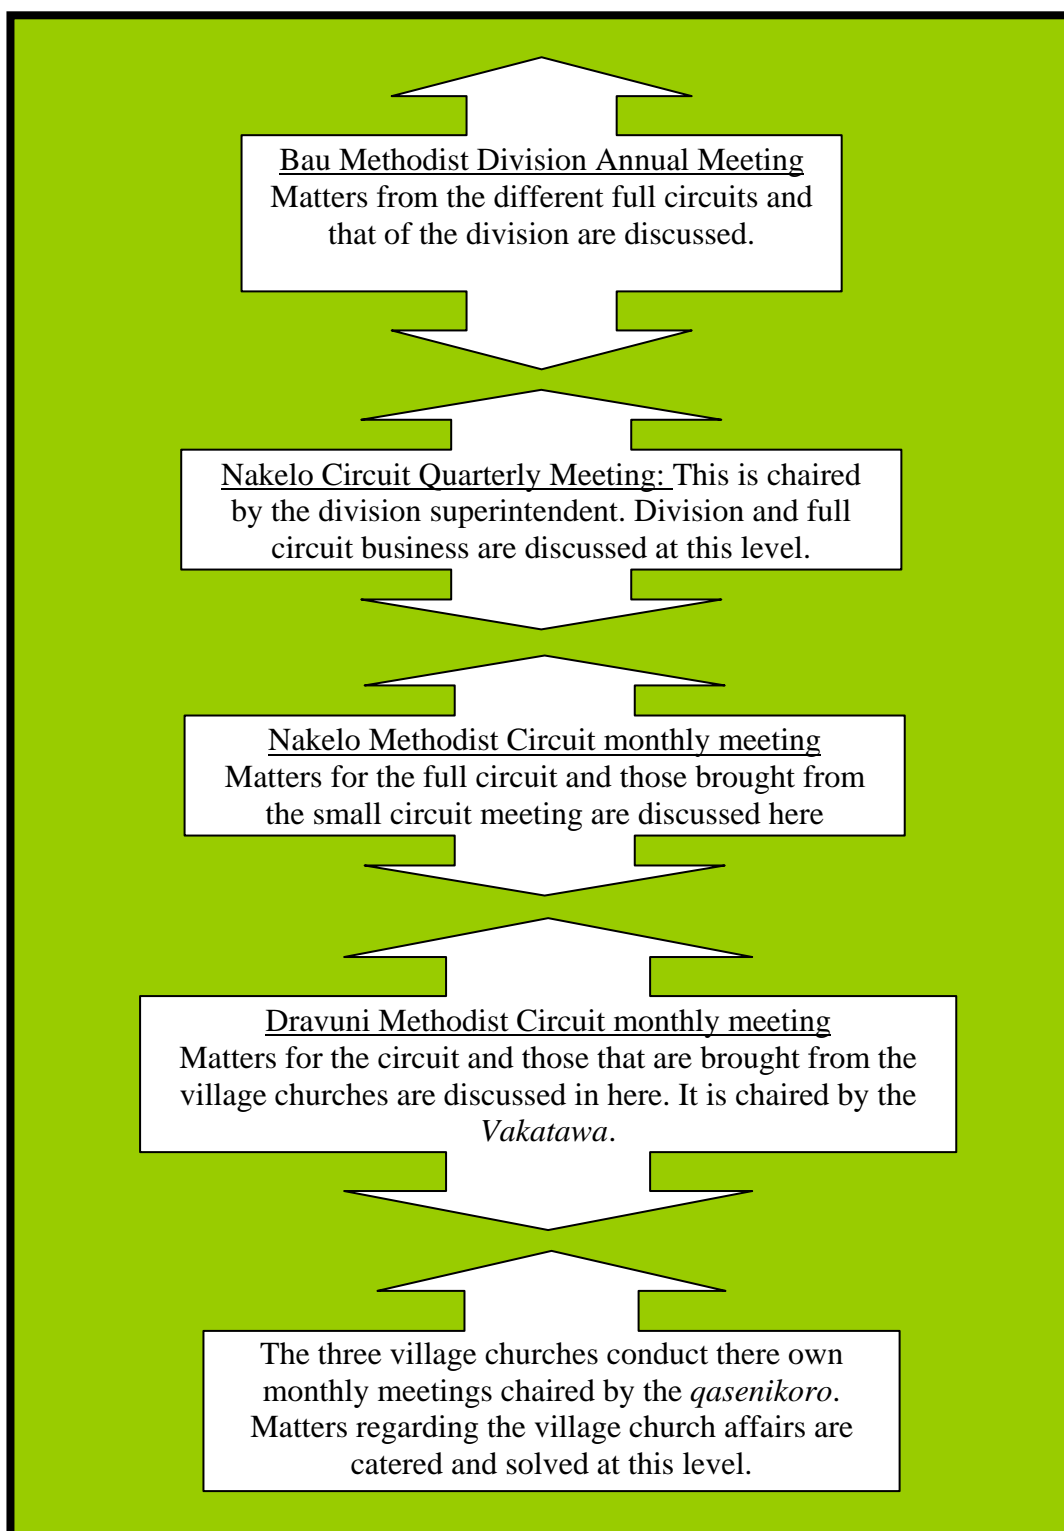 Bau Methodist Division Annual Meeting
Matters from the different full circuits and
that of the division are discussed.
Nakelo Circuit Quarterly Meeting: This is chaired
by the division superintendent. Division and full
circuit business are discussed at this level.
Nakelo Methodist Circuit monthly meeting
Matters for the full circuit and those brought from
the small circuit meeting are discussed here
Dravuni Methodist Circuit monthly meeting
Matters for the circuit and those that are brought from the
village churches are discussed in here. It is chaired by the
Vakatawa.
The three village churches conduct there own
monthly meetings chaired by the qasenikoro.
Matters regarding the village church affairs are
catered and solved at this level.